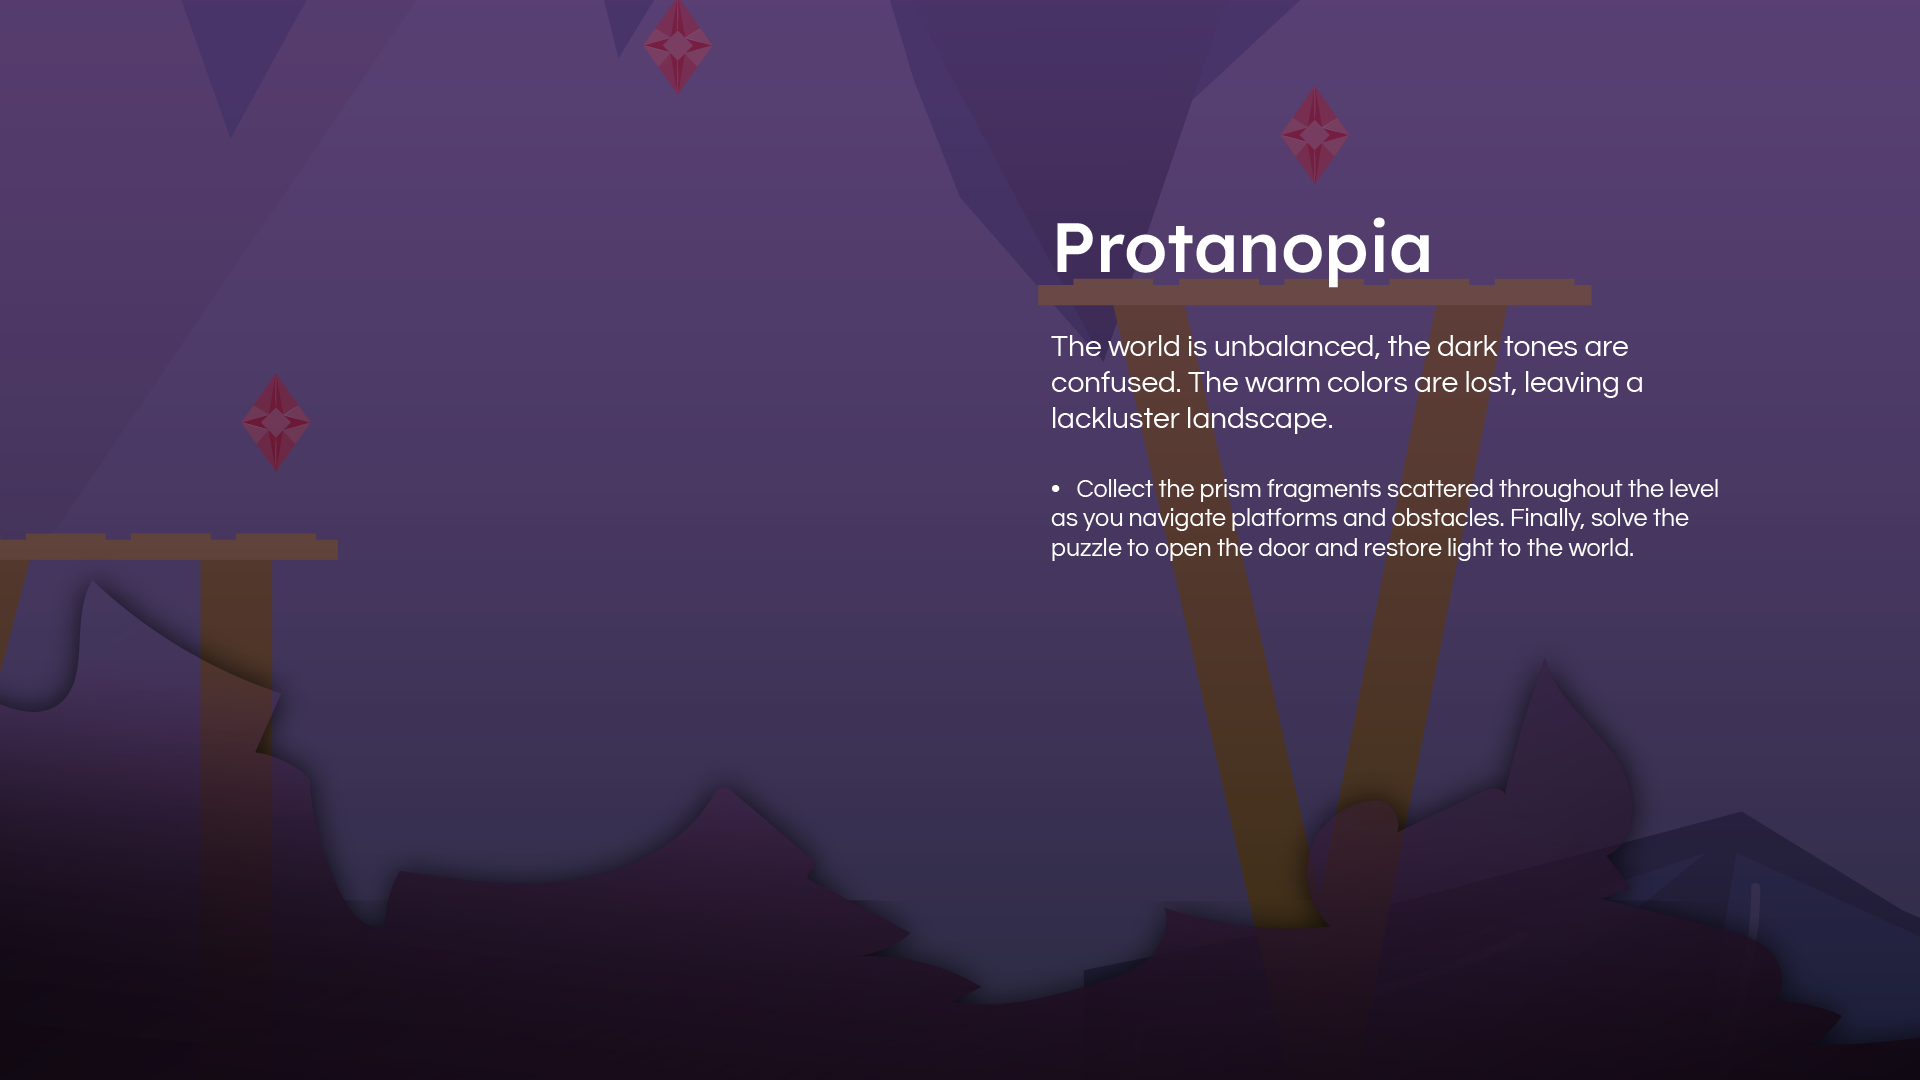 Protanopia
The world is unbalanced, the dark tones are
confused. The warm colors are lost, leaving a
lackluster landscape.
• Collect the prism fragments scattered throughout the level
as you navigate platforms and obstacles. Finally, solve the
puzzle to open the door and restore light to the world.